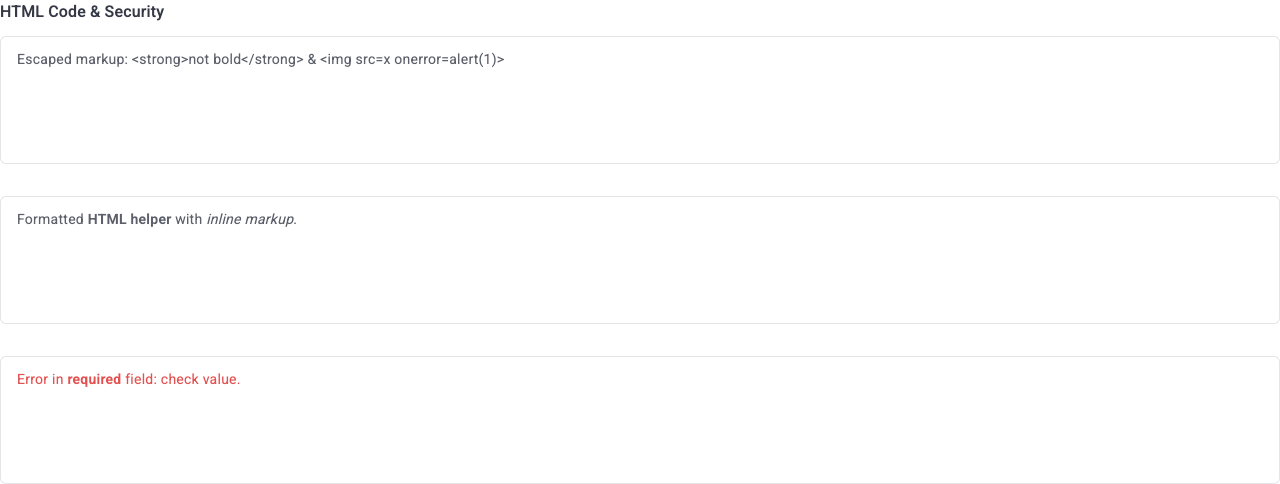 HTML Code & Security
Escaped markup: <strong>not bold</strong> & <img src=x onerror=alert(1)>
Formatted HTML helper with inline markup.
Error in required field: check value.